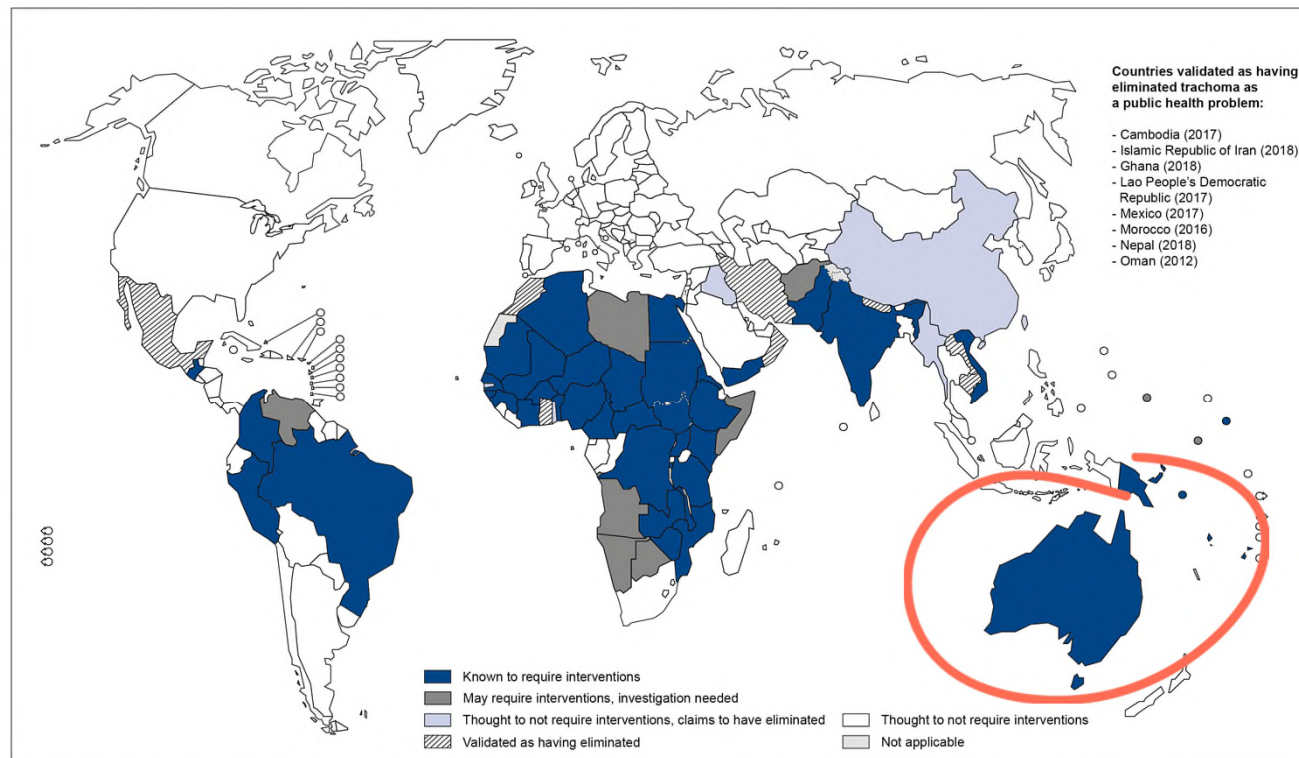 Countries validated as having
eliminated trachoma as
a public health problem:
- Cambodia (2017)
- Islamic Republic of Iran (2018)
- Ghana (2018)
- Lao People's Democratic
Republic (2017)
- Mexico (2017)
- Morocco (2016)
- Nepal (2018)
- Oman (2012)
Known to require interventions
May require interventions, investigation needed
Thought to not require interventions, claims to have eliminated
Validated as having eliminated
Thought to not require interventions
Not applicable